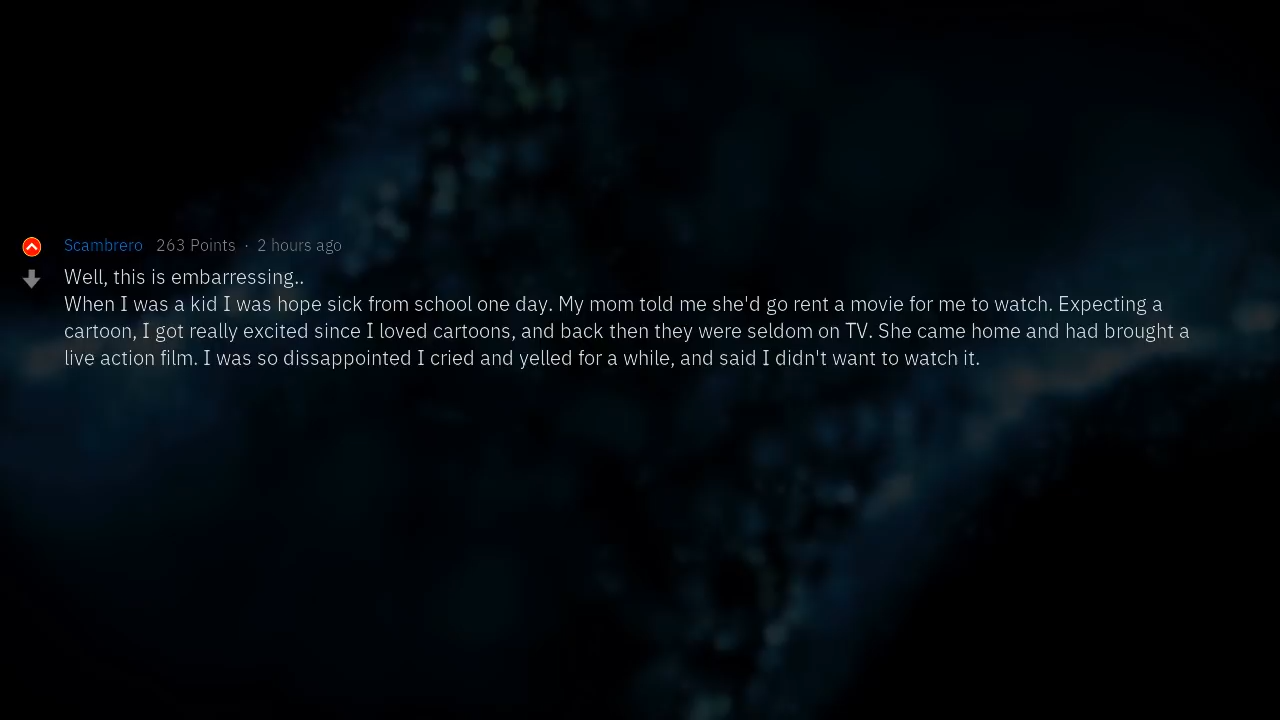 Scambrero 263 Points · 2 hours ago
Well, this is embarressing..
When I was a kid I was hope sick from school one day. My mom told me she'd go rent a movie for me to watch. Expecting a
cartoon, I got really excited since I loved cartoons, and back then they were seldom on TV. She came home and had brought a
live action film. I was so dissappointed I cried and yelled for a while, and said I didn't want to watch it.